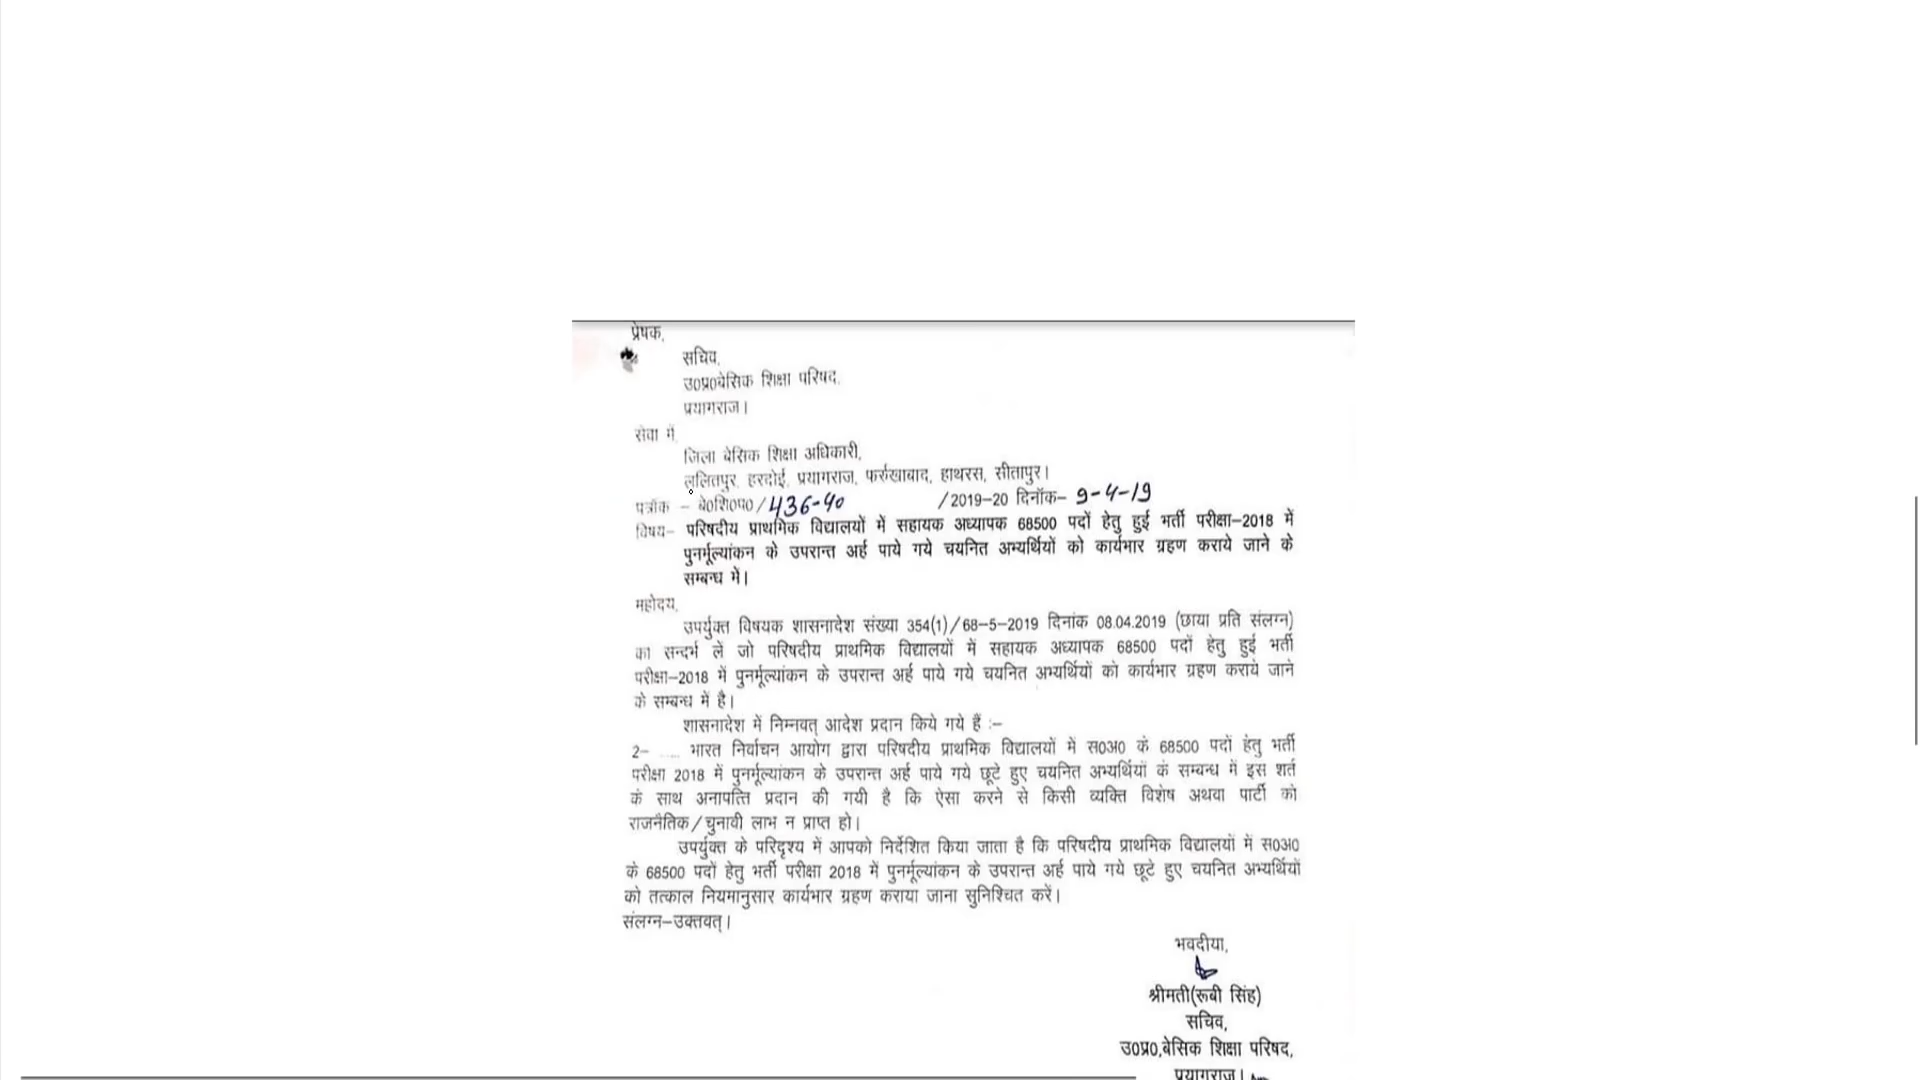 प्रेषक,
सचिव,
उ0प्र0बेसिक शिक्षा परिषद,
प्रयागराज।
सेवा में,
जिला बेसिक शिक्षा अधिकारी,
ललितपुर, हरदोई, प्रयागराज, फर्रुखाबाद, हाथरस, सीतापुर।
पत्रॉंक – बे0शि0प0/436-40 /2019–20 दिनॉंक– 9-4-19
विषय– परिषदीय प्राथमिक विद्यालयों में सहायक अध्यापक 68500 पदों हेतु हुई भर्ती परीक्षा–2018 में
पुनर्मूल्यांकन के उपरान्त अर्ह पाये गये चयनित अभ्यर्थियों को कार्यभार ग्रहण कराये जाने के
सम्बन्ध में।
महोदय,
उपर्युक्त विषयक शासनादेश संख्या 354(1)/68–5–2019 दिनांक 08.04.2019 (छाया प्रति संलग्न)
का सन्दर्भ लें जो परिषदीय प्राथमिक विद्यालयों में सहायक अध्यापक 68500 पदों हेतु हुई भर्ती
परीक्षा–2018 में पुनर्मूल्यांकन के उपरान्त अर्ह पाये गये चयनित अभ्यर्थियों को कार्यभार ग्रहण कराये जाने
के सम्बन्ध में है।
शासनादेश में निम्नवत् आदेश प्रदान किये गये हैं :–
2– ..... भारत निर्वाचन आयोग द्वारा परिषदीय प्राथमिक विद्यालयों में स0अ0 के 68500 पदों हेतु भर्ती
परीक्षा 2018 में पुनर्मूल्यांकन के उपरान्त अर्ह पाये गये छूटे हुए चयनित अभ्यर्थियों के सम्बन्ध में इस शर्त
के साथ अनापत्ति प्रदान की गयी है कि ऐसा करने से किसी व्यक्ति विशेष अथवा पार्टी को
राजनैतिक/चुनावी लाभ न प्राप्त हो।
उपर्युक्त के परिदृश्य में आपको निर्देशित किया जाता है कि परिषदीय प्राथमिक विद्यालयों में स0अ0
के 68500 पदों हेतु भर्ती परीक्षा 2018 में पुनर्मूल्यांकन के उपरान्त अर्ह पाये गये छूटे हुए चयनित अभ्यर्थियों
को तत्काल नियमानुसार कार्यभार ग्रहण कराया जाना सुनिश्चित करें।
संलग्न–उक्तवत्।
भवदीया,
श्रीमती(रूबी सिंह)
सचिव,
उ0प्र0,बेसिक शिक्षा परिषद,
प्रयागराज।